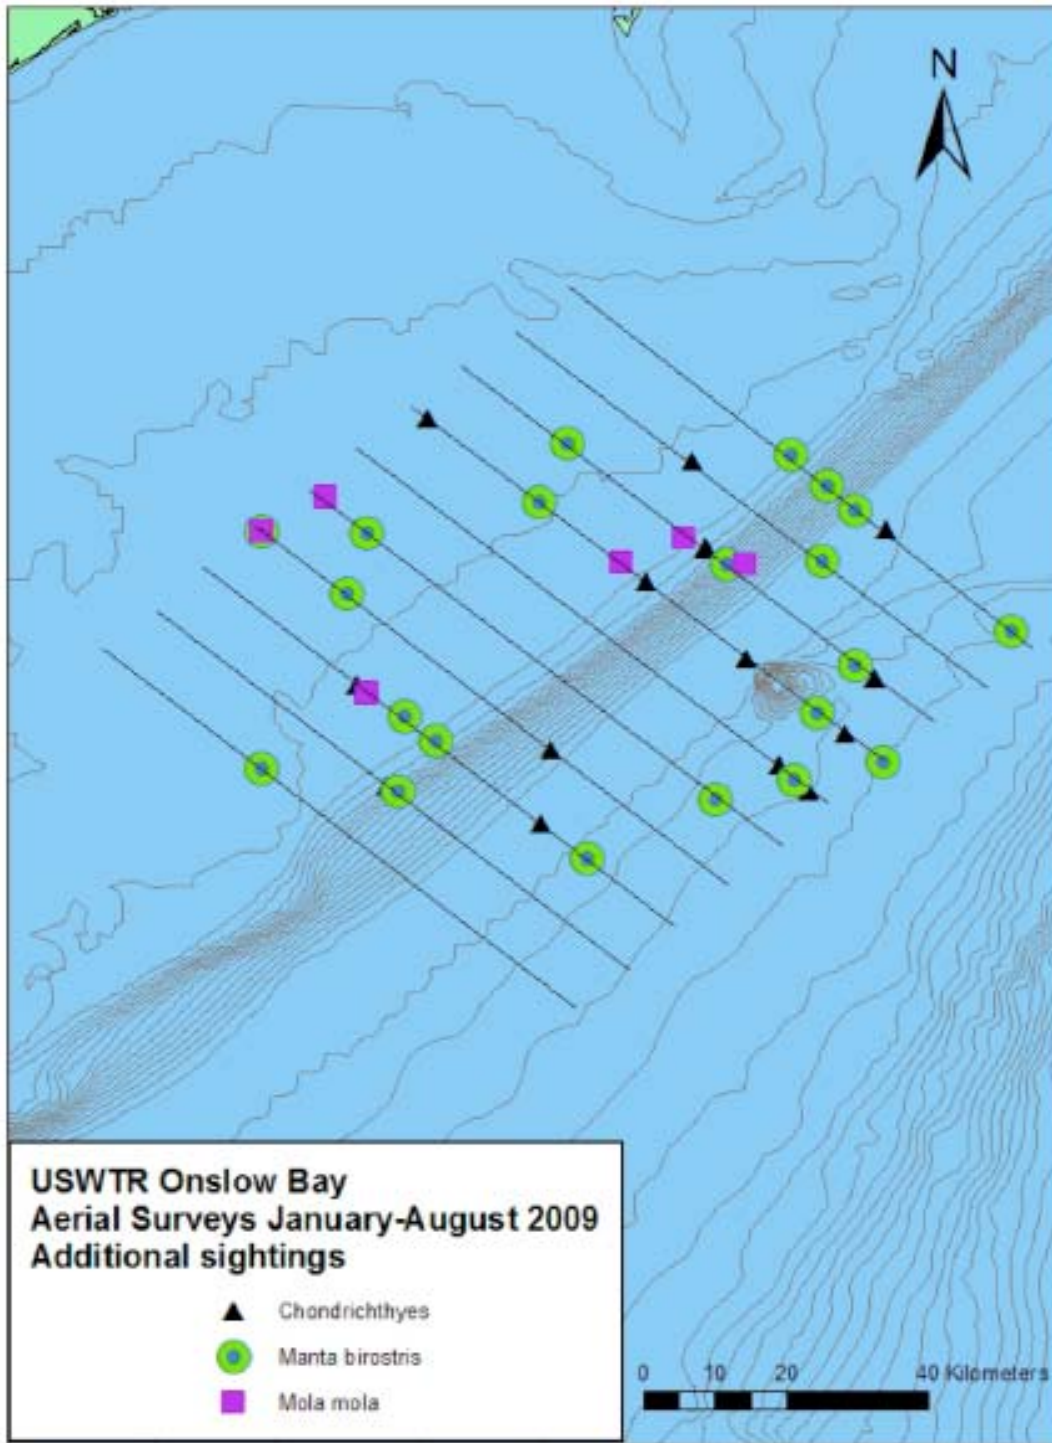 N
USWTR Onslow Bay
Aerial Surveys January-August 2009
Additional sightings
Chondrichthyes
Manta birostris
Mola mola
0 10 20 40 Kilometers